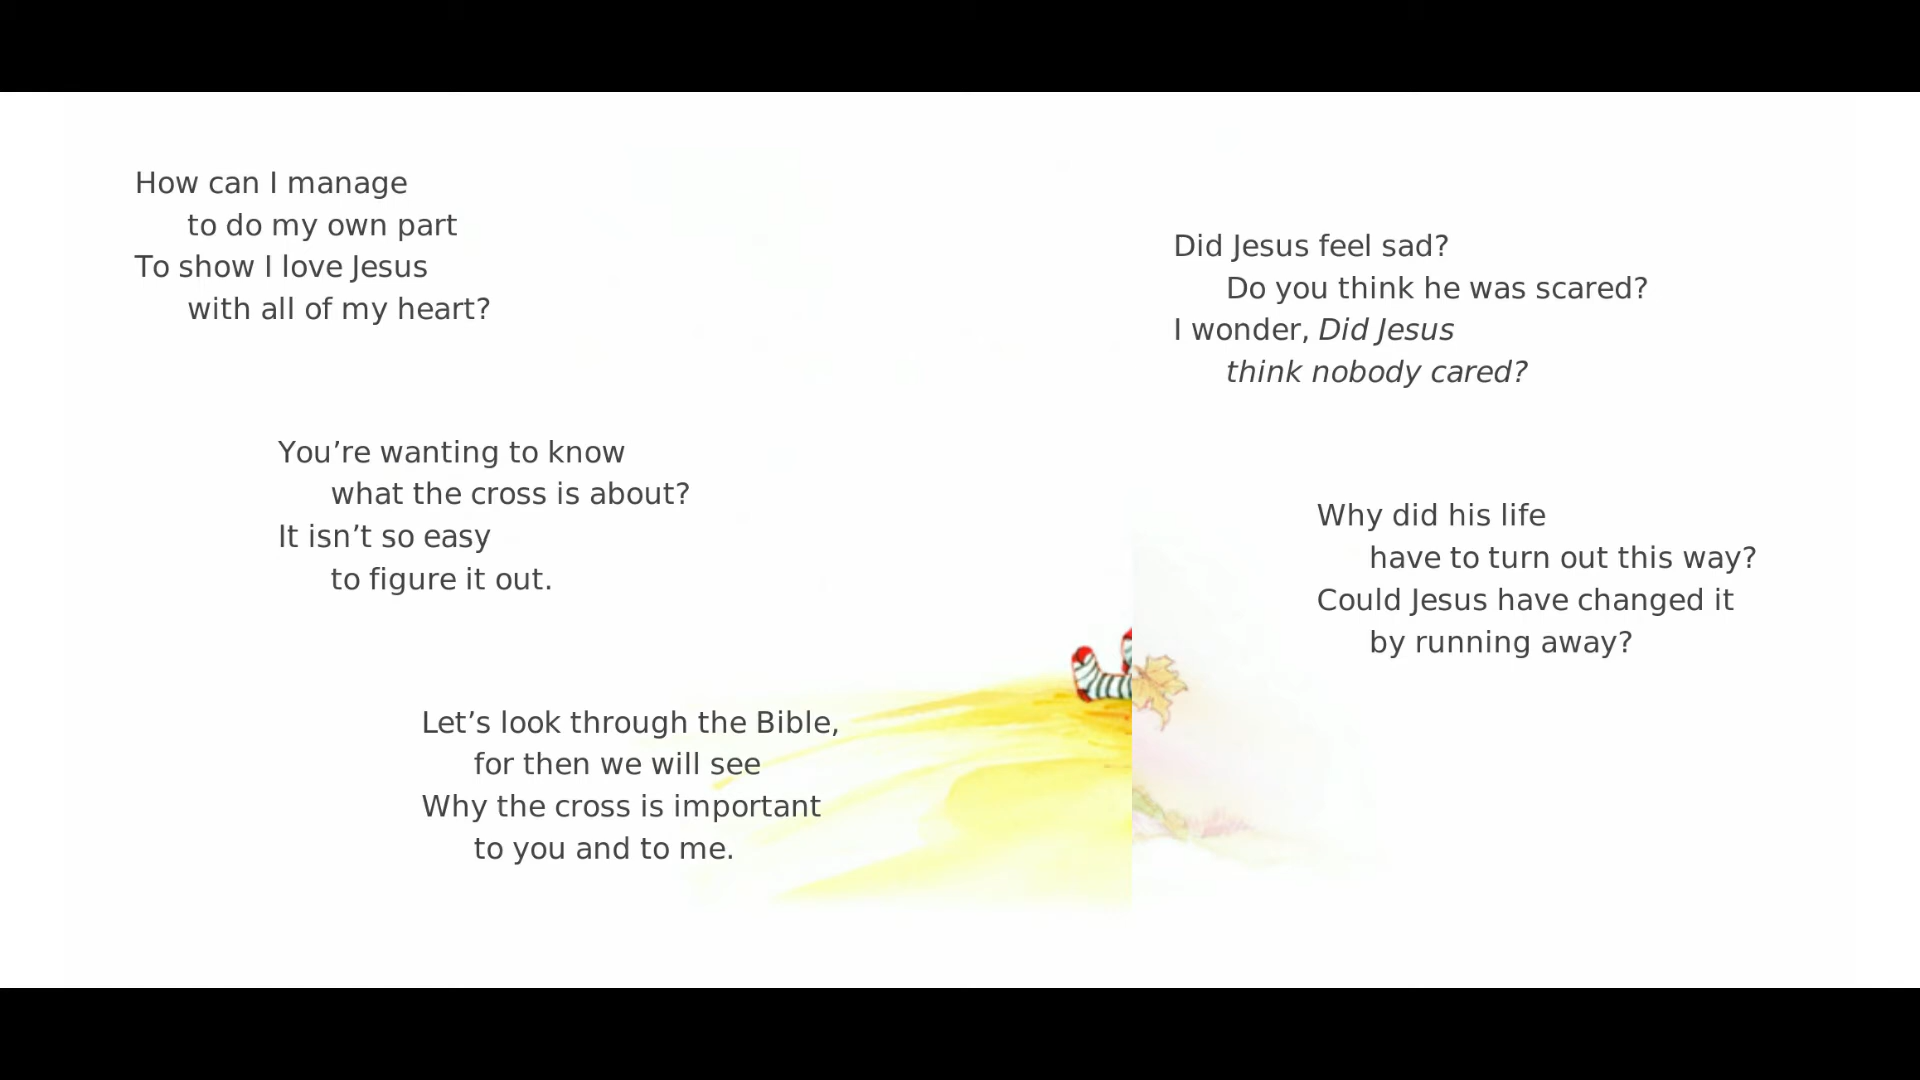 How can I manage
to do my own part
To show I love Jesus
with all of my heart?
You’re wanting to know
what the cross is about?
It isn’t so easy
to figure it out.
Let’s look through the Bible,
for then we will see
Why the cross is important
to you and to me.
Did Jesus feel sad?
Do you think he was scared?
I wonder, Did Jesus
think nobody cared?
Why did his life
have to turn out this way?
Could Jesus have changed it
by running away?